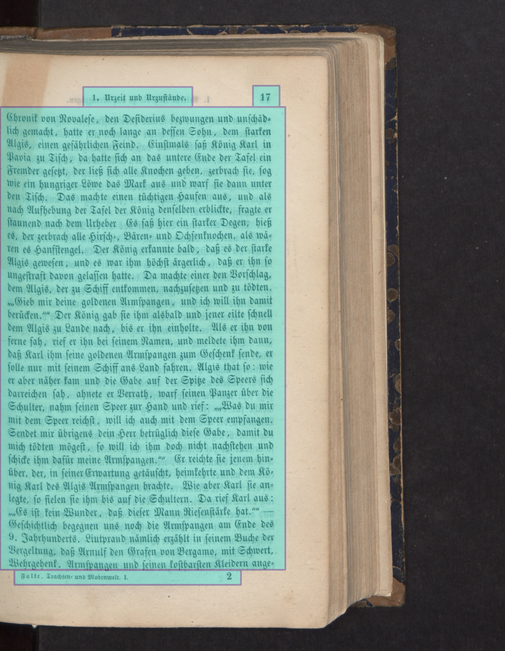 1. Urzeit und Urzustände. 17
Chronik von Novalese, den Desiderius bezwungen und unschäd-
lich gemacht, hatte er noch lange an dessen Sohn, dem starken
Algis, einen gefährlichen Feind. Einstmals saß König Karl in
Pavia zu Tisch, da hatte sich an das untere Ende der Tafel ein
Fremder gesetzt, der ließ sich alle Knochen geben, zerbrach sie, sog
wie ein hungriger Löwe das Mark aus und warf sie dann unter
den Tisch. Das machte einen tüchtigen Haufen aus, und als
nach Aufhebung der Tafel der König denselben erblickte, fragte er
staunend nach dem Urheber. Es saß hier ein starker Degen, hieß
es, der zerbrach alle Hirsch-, Bären- und Ochsenknochen, als wä-
ren es Hanfstengel. Der König erkannte bald, daß es der starke
Algis gewesen, und es war ihm höchst ärgerlich, daß er ihn so
ungestraft davon gelassen hatte. Da machte einer den Vorschlag,
dem Algis, der zu Schiff entkommen, nachzusetzen und zu tödten.
„„Gieb mir deine goldenen Armspangen, und ich will ihn damit
berücken.““ Der König gab sie ihm alsbald und jener eilte schnell
dem Algis zu Lande nach, bis er ihn einholte. Als er ihn von
ferne sah, rief er ihn bei seinem Namen, und meldete ihm dann,
daß Karl ihm seine goldenen Armspangen zum Geschenk sende, er
solle nur mit seinem Schiff ans Land fahren. Algis that so: wie
er aber näher kam und die Gabe auf der Spitze des Speers sich
darreichen sah, ahnete er Verrath, warf seinen Panzer über die
Schulter, nahm seinen Speer zur Hand und rief: „„Was du mir
mit dem Speer reichst, will ich auch mit dem Speer empfangen.
Sendet mir übrigens dein Herr betrüglich diese Gabe, damit du
mich tödten mögest, so will ich ihm doch nicht nachstehen und
schicke ihm dafür meine Armspangen.““ Er reichte sie jenem hin-
über, der, in seiner Erwartung getäuscht, heimkehrte und dem Kö-
nig Karl des Algis Armspangen brachte. Wie aber Karl sie an-
legte, so fielen sie ihm bis auf die Schultern. Da rief Karl aus:
„„Es ist kein Wunder, daß dieser Mann Riesenstärke hat.““ —
Geschichtlich begegnen uns noch die Armspangen am Ende des
9. Jahrhunderts. Liutprand nämlich erzählt in seinem Buche der
Vergeltung, daß Arnulf den Grafen von Bergamo, mit Schwert,
Wehrgehenk, Armspangen und seinen kostbarsten Kleidern ange-
Falke, Trachten- und Modenwelt. I. 2